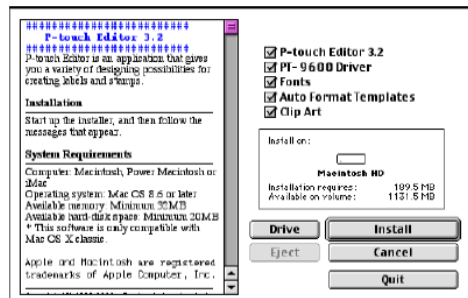 ########################
P-touch Editor 3.2
########################
P-touch Editor is an application that gives
you a variety of designing possibilities for
creating labels and stamps.
Installation
Start up the installer, and then follow the
messages that appear.
System Requirements
Computer: Macintosh, Power Macintosh or
iMac
Operating system: Mac OS 8.6 or later
Available memory: Minimum 32MB
Available hard-disk space: Minimum 20MB
* This software is only compatible with
Mac OS X classic.
Apple and Macintosh are registered
trademarks of Apple Computer, Inc.
P-touch Editor 3.2
PT-9600 Driver
Fonts
Auto Format Templates
Clip Art
Install on:
Macintosh HD
Installation requires: 189.5 MB
Available on volume: 1131.5 MB
Drive
Install
Eject
Cancel
Quit